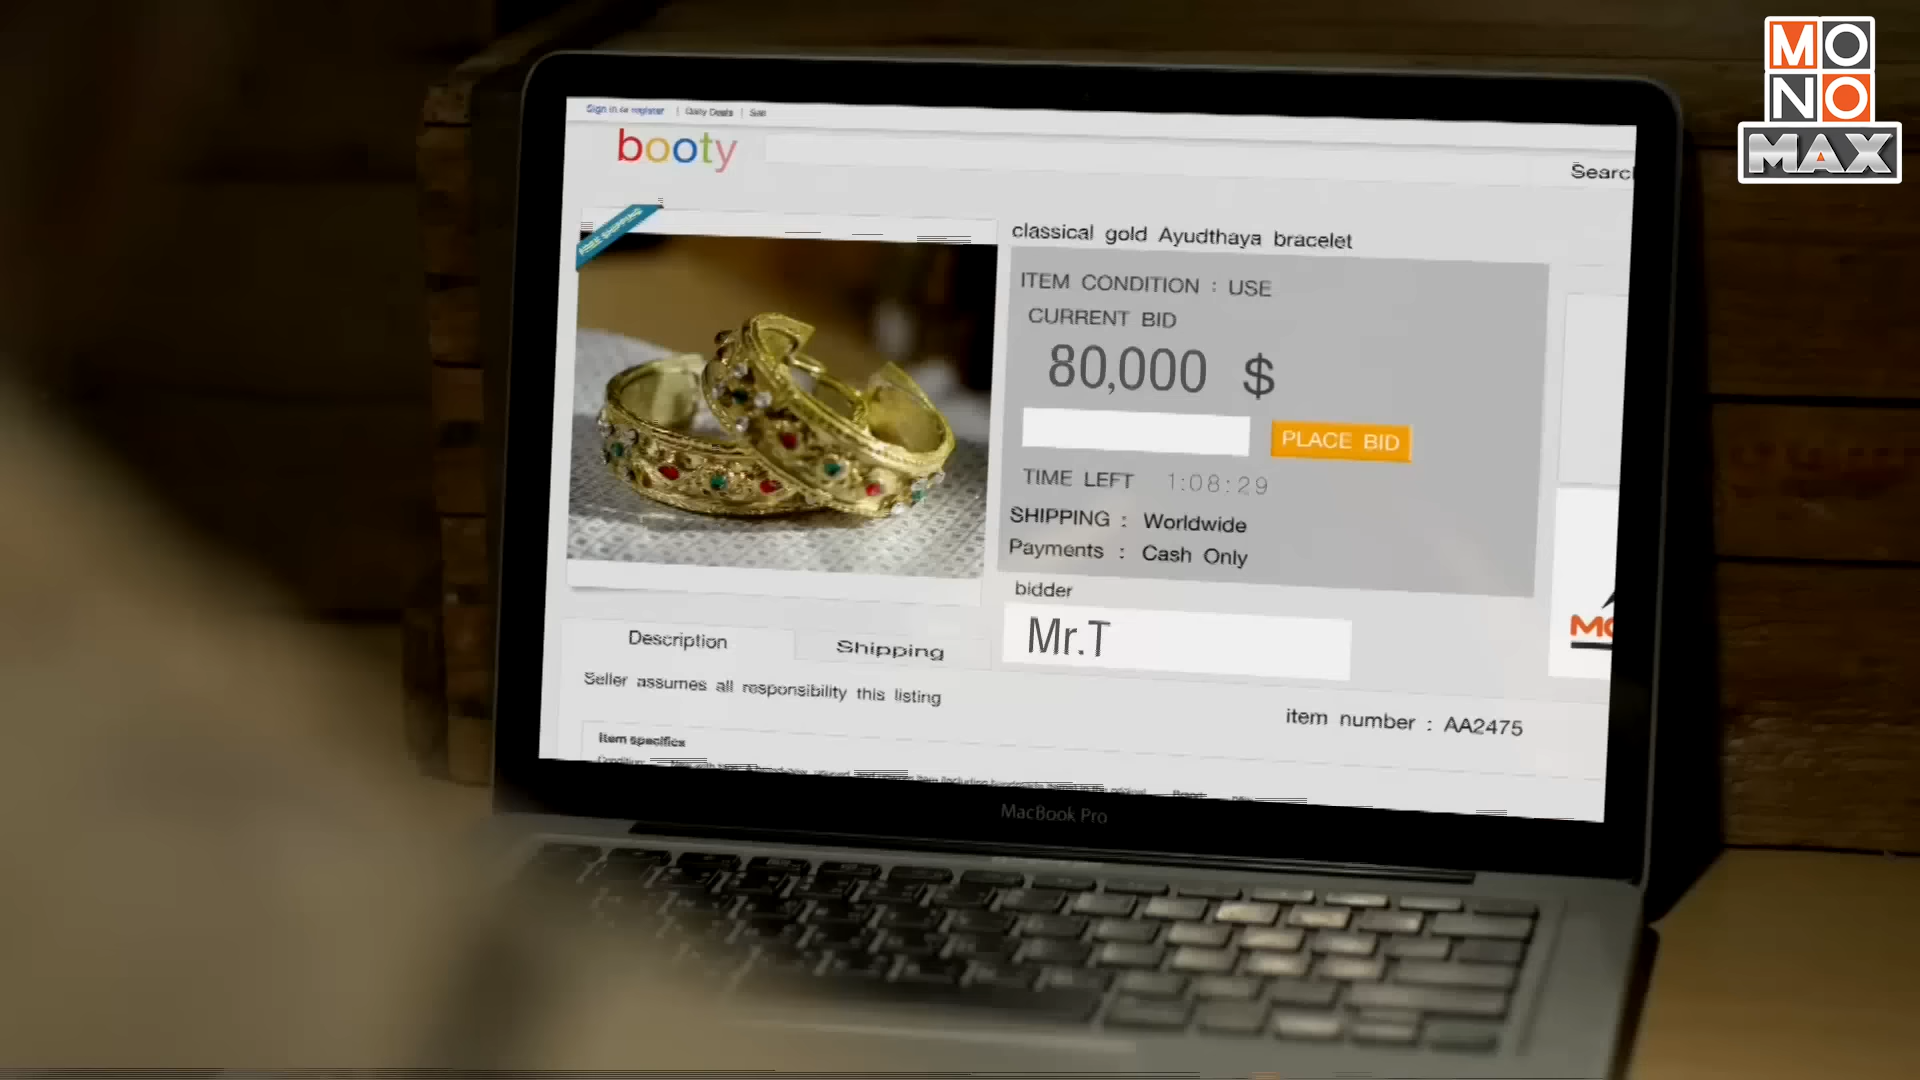 MO
NO
MAX
Sign in or register | Daily Deals | Sell
booty
Search
FREE SHIPPING
classical gold Ayudthaya bracelet
ITEM CONDITION : USE
CURRENT BID
80,000 $
PLACE BID
TIME LEFT 1:08:29
SHIPPING : Worldwide
Payments : Cash Only
bidder
Mr.T
Description
Shipping
Seller assumes all responsibility this listing
item number : AA2475
Item specifics
MacBook Pro